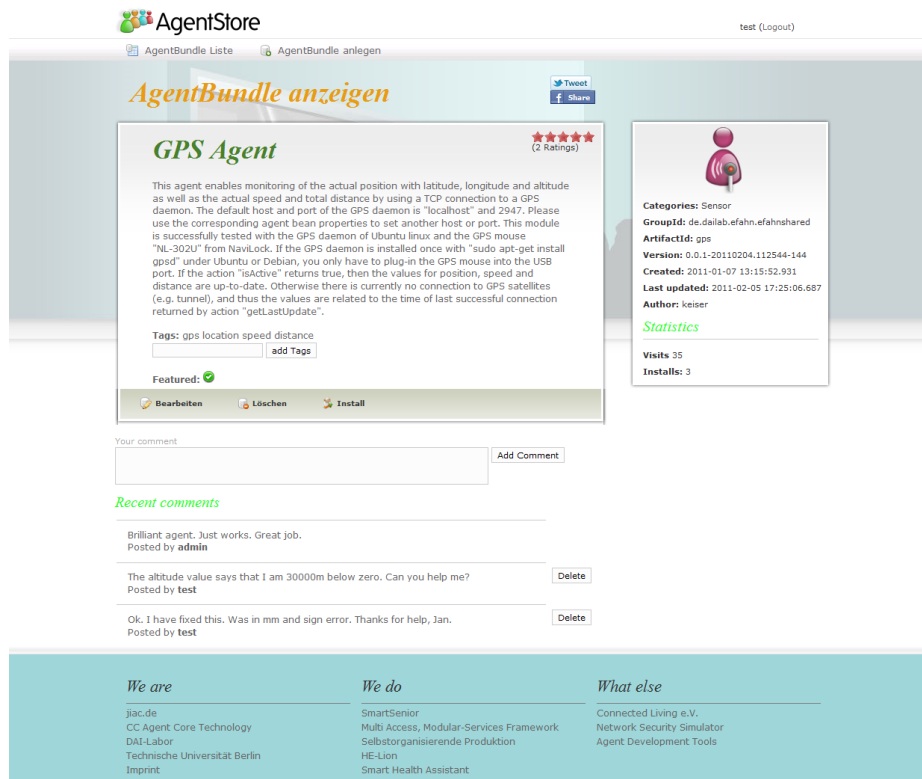 AgentStore
test (Logout)
AgentBundle Liste
AgentBundle anlegen
AgentBundle anzeigen
Tweet
Share
GPS Agent
(2 Ratings)
This agent enables monitoring of the actual position with latitude, longitude and altitude
as well as the actual speed and total distance by using a TCP connection to a GPS
daemon. The default host and port of the GPS daemon is "localhost" and 2947. Please
use the corresponding agent bean properties to set another host or port. This module
is successfully tested with the GPS daemon of Ubuntu linux and the GPS mouse
"NL-302U" from NaviLock. If the GPS daemon is installed once with "sudo apt-get install
gpsd" under Ubuntu or Debian, you only have to plug-in the GPS mouse into the USB
port. If the action "isActive" returns true, then the values for position, speed and
distance are up-to-date. Otherwise there is currently no connection to GPS satellites
(e.g. tunnel), and thus the values are related to the time of last successful connection
returned by action "getLastUpdate".
Tags: gps location speed distance
add Tags
Featured:
Bearbeiten
Löschen
Install
Categories: Sensor
GroupId: de.dailab.efahn.efahnshared
ArtifactId: gps
Version: 0.0.1-20110204.112544-144
Created: 2011-01-07 13:15:52.931
Last updated: 2011-02-05 17:25:06.687
Author: keiser
Statistics
Visits 35
Installs: 3
Your comment
Add Comment
Recent comments
Brilliant agent. Just works. Great job.
Posted by admin
The altitude value says that I am 30000m below zero. Can you help me?
Posted by test
Delete
Ok. I have fixed this. Was in mm and sign error. Thanks for help, Jan.
Posted by test
Delete
We are
jiac.de
CC Agent Core Technology
DAI-Labor
Technische Universität Berlin
Imprint
We do
SmartSenior
Multi Access, Modular-Services Framework
Selbstorganisierende Produktion
HE-Lion
Smart Health Assistant
What else
Connected Living e.V.
Network Security Simulator
Agent Development Tools